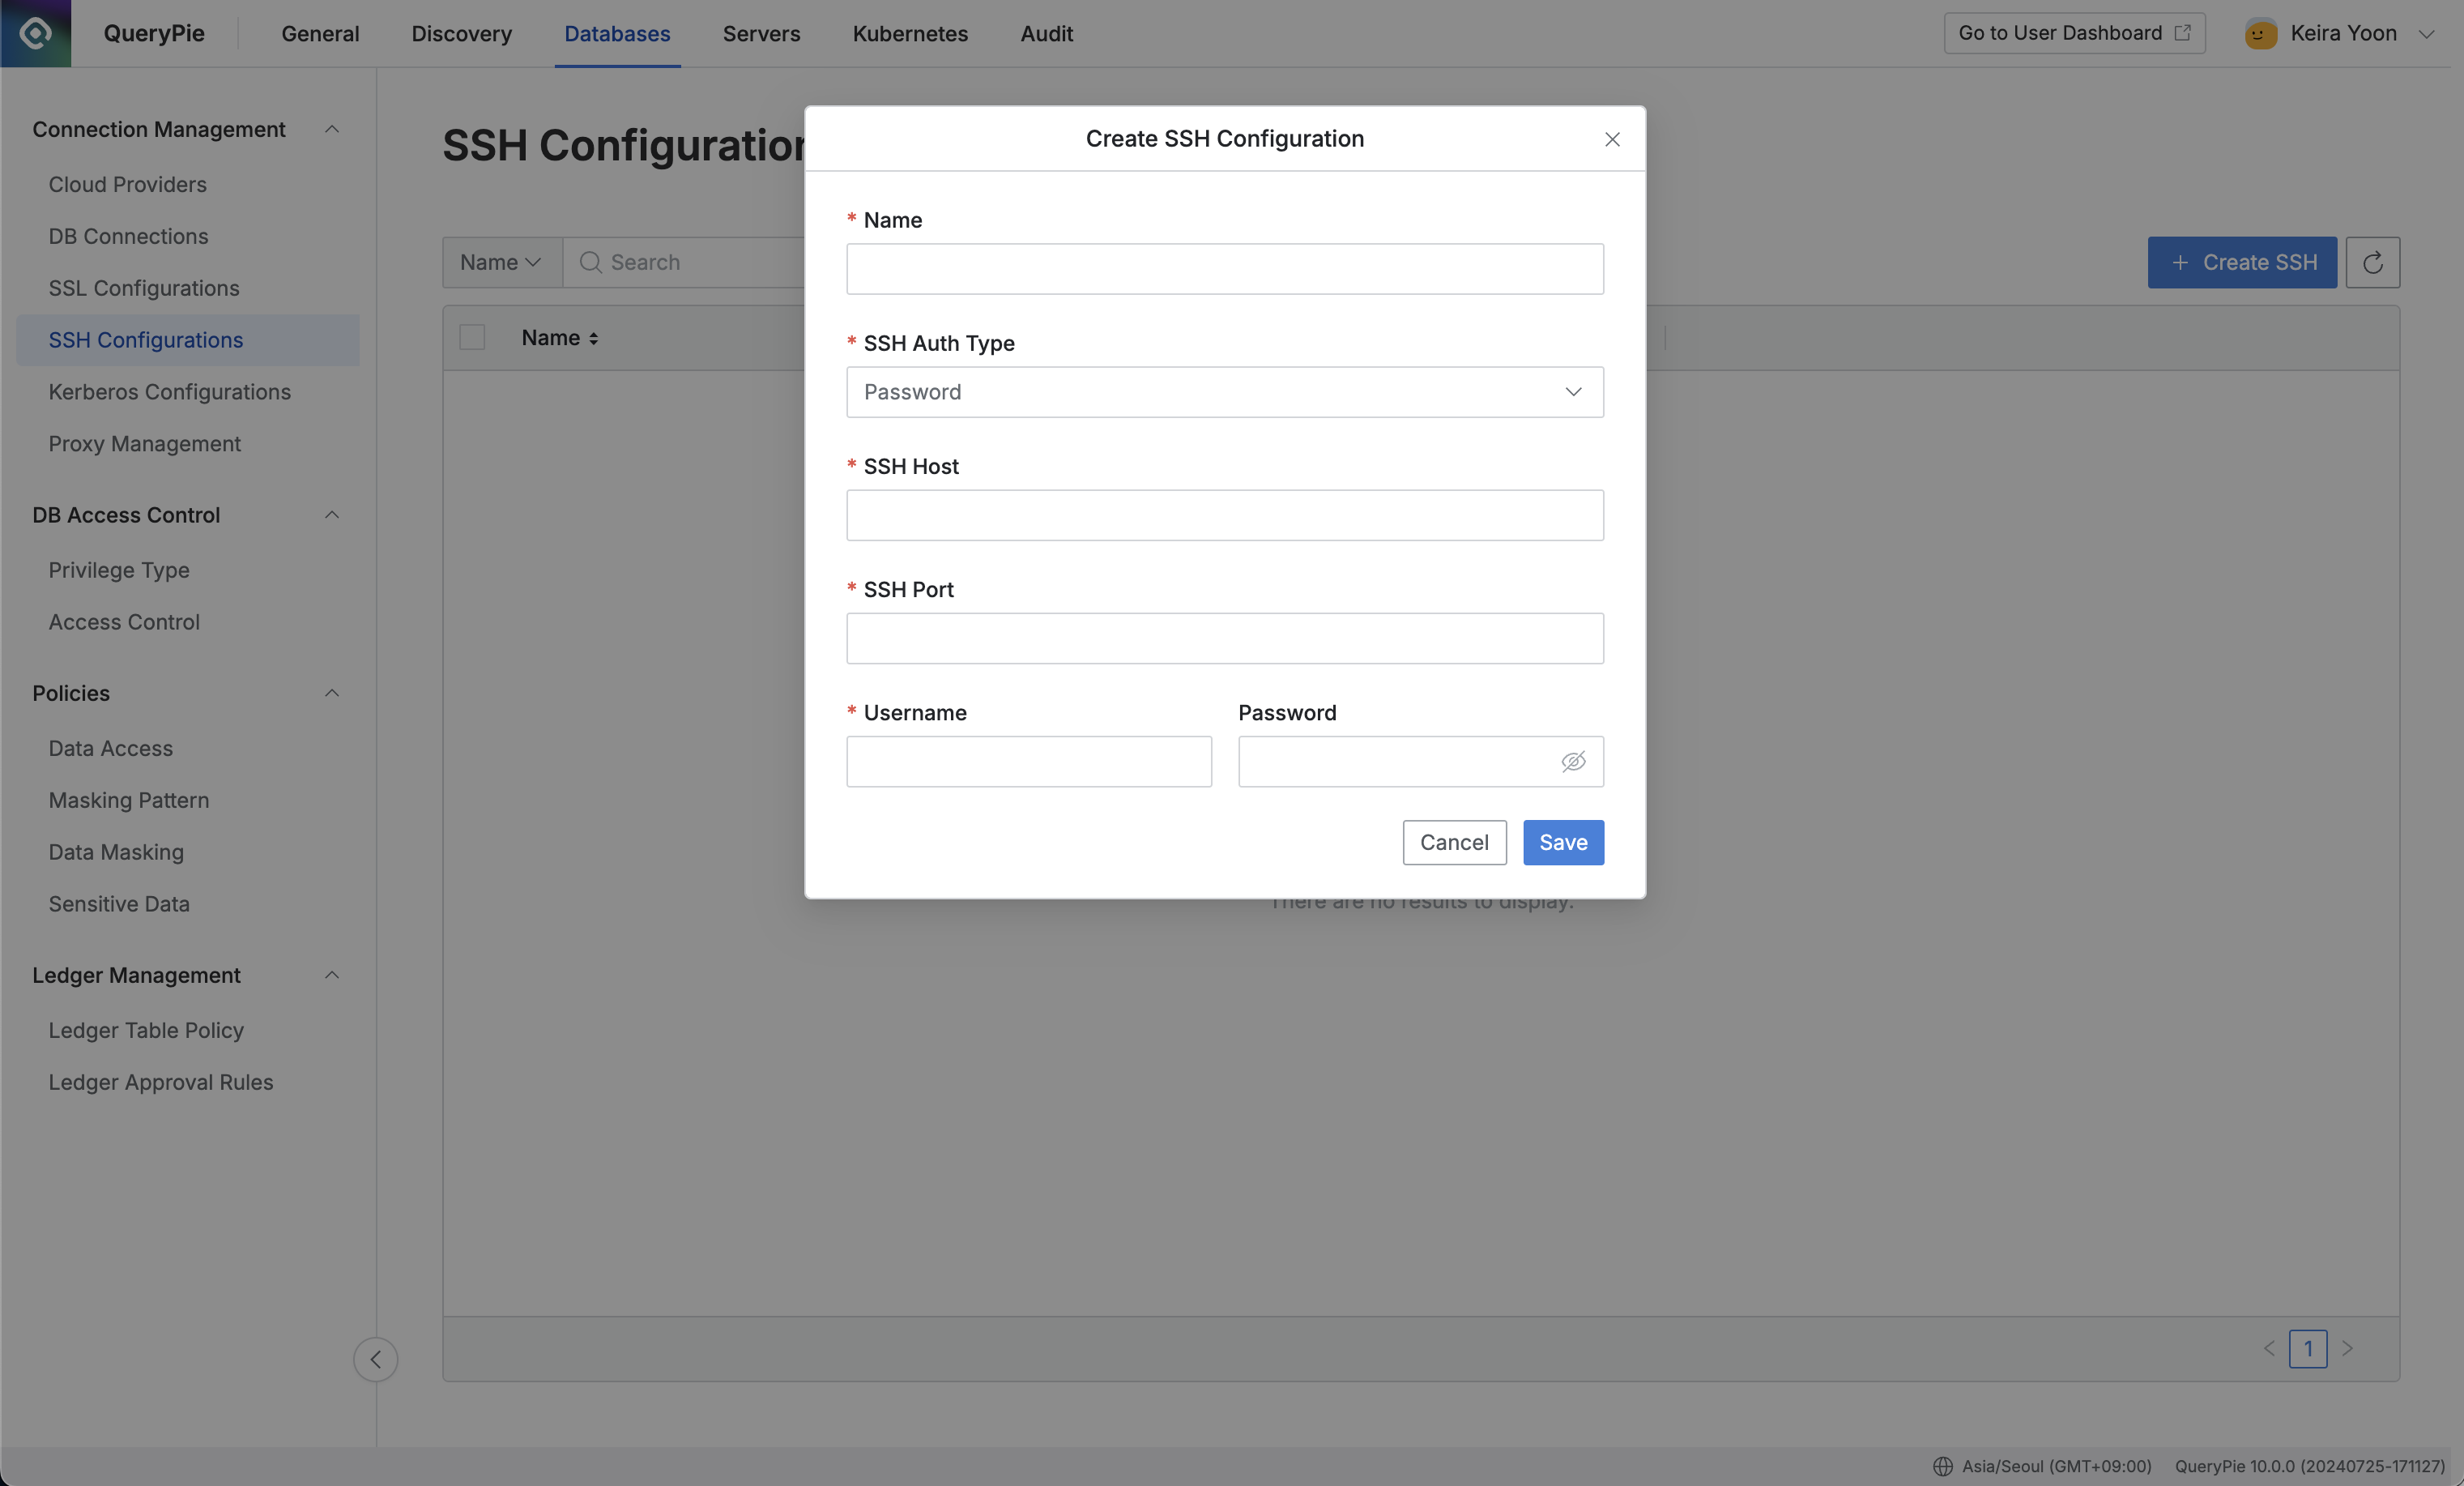 QueryPie
General
Discovery
Databases
Servers
Kubernetes
Audit
Go to User Dashboard
Keira Yoon
Connection Management
Cloud Providers
DB Connections
SSL Configurations
SSH Configurations
Kerberos Configurations
Proxy Management
DB Access Control
Privilege Type
Access Control
Policies
Data Access
Masking Pattern
Data Masking
Sensitive Data
Ledger Management
Ledger Table Policy
Ledger Approval Rules
SSH Configuration
Name
Search
+ Create SSH
Name
Create SSH Configuration
* Name
* SSH Auth Type
Password
* SSH Host
* SSH Port
* Username
Password
Cancel
Save
There are no results to display.
1
Asia/Seoul (GMT+09:00)
QueryPie 10.0.0 (20240725-171127)